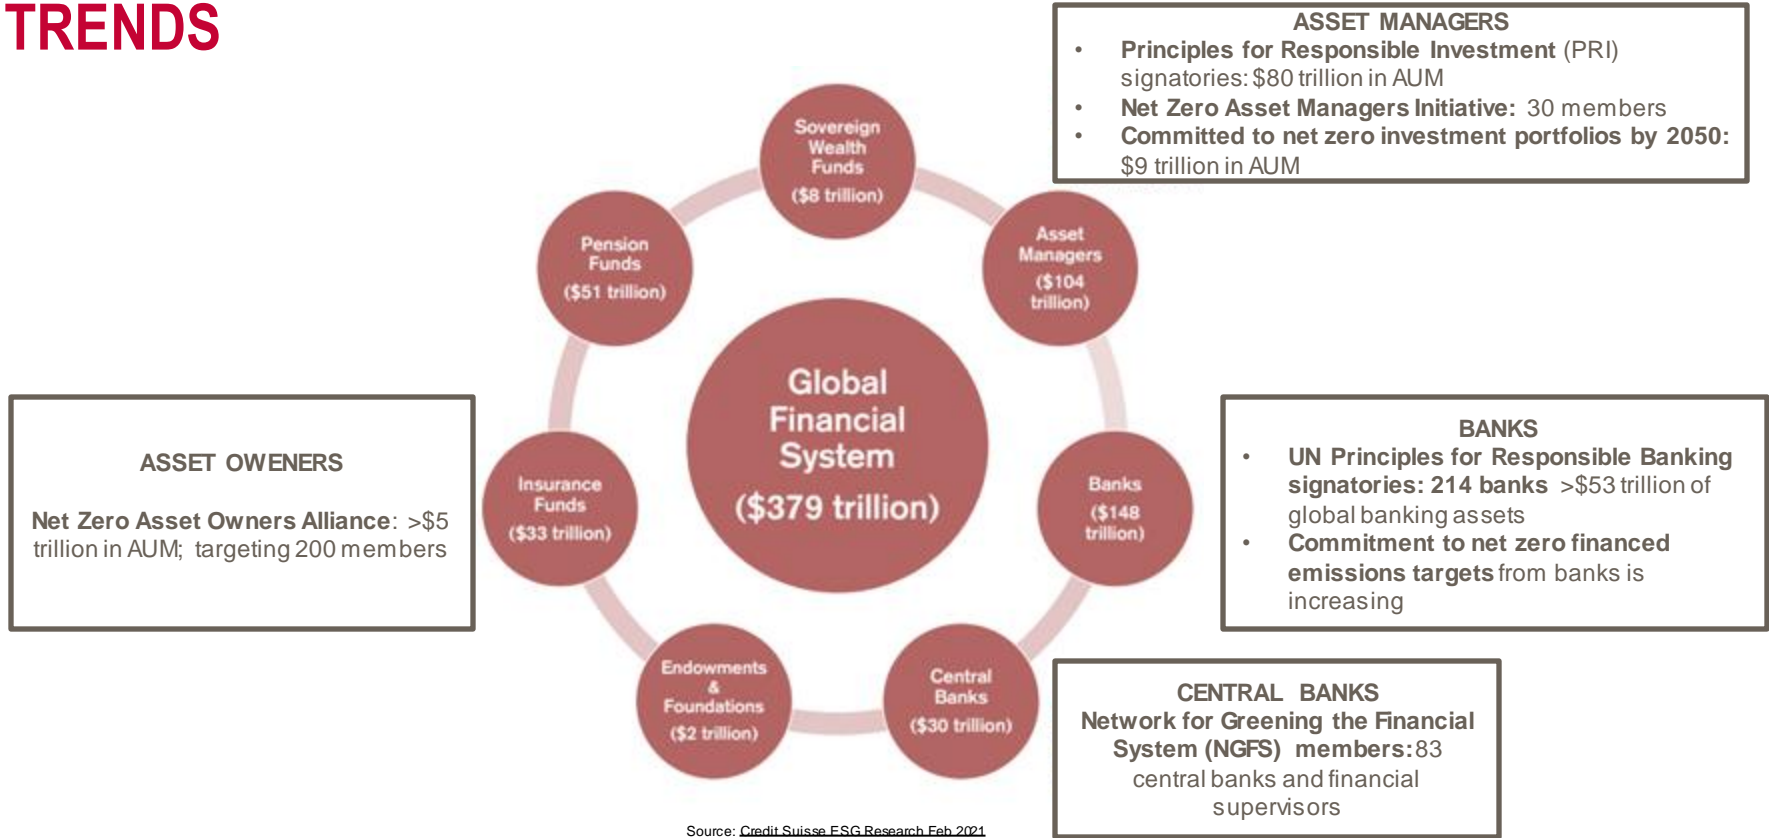 TRENDS
ASSET MANAGERS
• Principles for Responsible Investment (PRI)
signatories: $80 trillion in AUM
• Net Zero Asset Managers Initiative: 30 members
• Committed to net zero investment portfolios by 2050:
$9 trillion in AUM
Sovereign
Wealth
Funds
($8 trillion)
Asset
Managers
($104
trillion)
Pension
Funds
($51 trillion)
Global
Financial
System
($379 trillion)
ASSET OWENERS
Net Zero Asset Owners Alliance: >$5
trillion in AUM; targeting 200 members
Insurance
Funds
($33 trillion)
Banks
($148
trillion)
BANKS
• UN Principles for Responsible Banking
signatories: 214 banks >$53 trillion of
global banking assets
• Commitment to net zero financed
emissions targets from banks is
increasing
Endowments
&
Foundations
($2 trillion)
Central
Banks
($30 trillion)
CENTRAL BANKS
Network for Greening the Financial
System (NGFS) members: 83
central banks and financial
supervisors
Source: Credit Suisse ESG Research Feb 2021